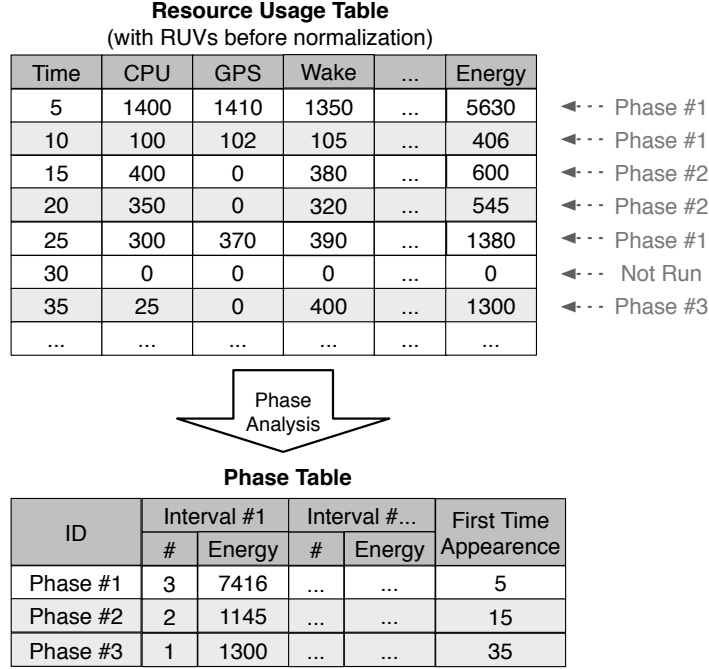 Resource Usage Table
(with RUVs before normalization)
Time CPU GPS Wake ... Energy
5 1400 1410 1350 ... 5630 Phase #1
10 100 102 105 ... 406 Phase #1
15 400 0 380 ... 600 Phase #2
20 350 0 320 ... 545 Phase #2
25 300 370 390 ... 1380 Phase #1
30 0 0 0 ... 0 Not Run
35 25 0 400 ... 1300 Phase #3
... ... ... ... ... ...
Phase
Analysis
Phase Table
ID Interval #1 Interval #... First Time
# Energy # Energy Appearence
Phase #1 3 7416 ... ... 5
Phase #2 2 1145 ... ... 15
Phase #3 1 1300 ... ... 35